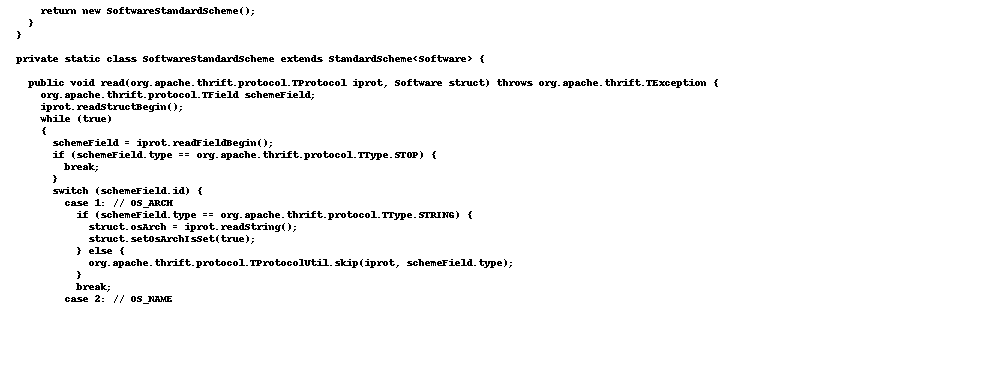 return new SoftwareStandardScheme();
}
}
private static class SoftwareStandardScheme extends StandardScheme<Software> {
public void read(org.apache.thrift.protocol.TProtocol iprot, Software struct) throws org.apache.thrift.TException {
org.apache.thrift.protocol.TField schemeField;
iprot.readStructBegin();
while (true)
{
schemeField = iprot.readFieldBegin();
if (schemeField.type == org.apache.thrift.protocol.TType.STOP) {
break;
}
switch (schemeField.id) {
case 1: // OS_ARCH
if (schemeField.type == org.apache.thrift.protocol.TType.STRING) {
struct.osArch = iprot.readString();
struct.setOsArchIsSet(true);
} else {
org.apache.thrift.protocol.TProtocolUtil.skip(iprot, schemeField.type);
}
break;
case 2: // OS_NAME